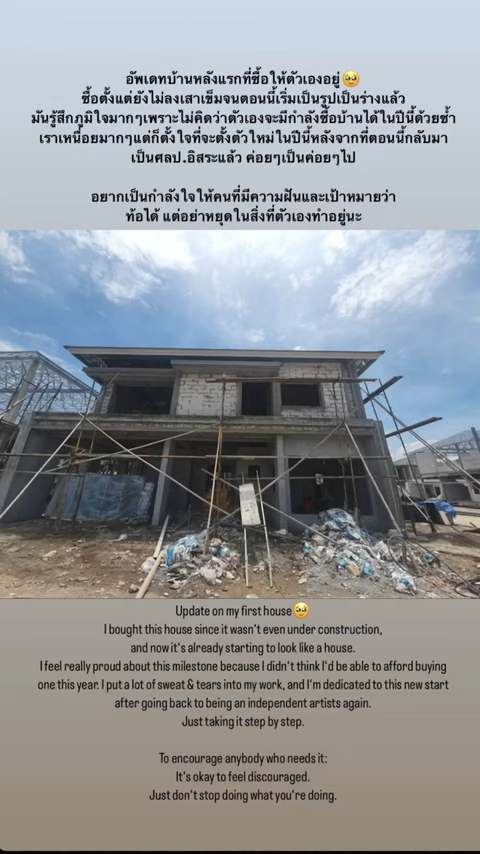 อัพเดทบ้านหลังแรกที่ซื้อให้ตัวเองอยู่🥹
ซื้อตั้งแต่ยังไม่ลงเสาเข็มจนตอนนี้เริ่มเป็นรูปเป็นร่างแล้ว
มันรู้สึกภูมิใจมากๆเพราะไม่คิดว่าตัวเองจะมีกำลังซื้อบ้านได้ในปีนี้ด้วยซ้ำ
เราเหนื่อยมากๆแต่ก็ตั้งใจที่จะตั้งตัวใหม่ในปีนี้หลังจากที่ตอนนี้กลับมา
เป็นศลป.อิสระแล้ว ค่อยๆเป็นค่อยๆไป
อยากเป็นกำลังใจให้คนที่มีความฝันและเป้าหมายว่า
ท้อได้ แต่อย่าหยุดในสิ่งที่ตัวเองทำอยู่นะ
Update on my first house🥹
I bought this house since it wasn't even under construction,
and now it's already starting to look like a house.
I feel really proud about this milestone because I didn't think I'd be able to afford buying
one this year. I put a lot of sweat & tears into my work, and I'm dedicated to this new start
after going back to being an independent artists again.
Just taking it step by step.
To encourage anybody who needs it:
It's okay to feel discouraged.
Just don't stop doing what you're doing.